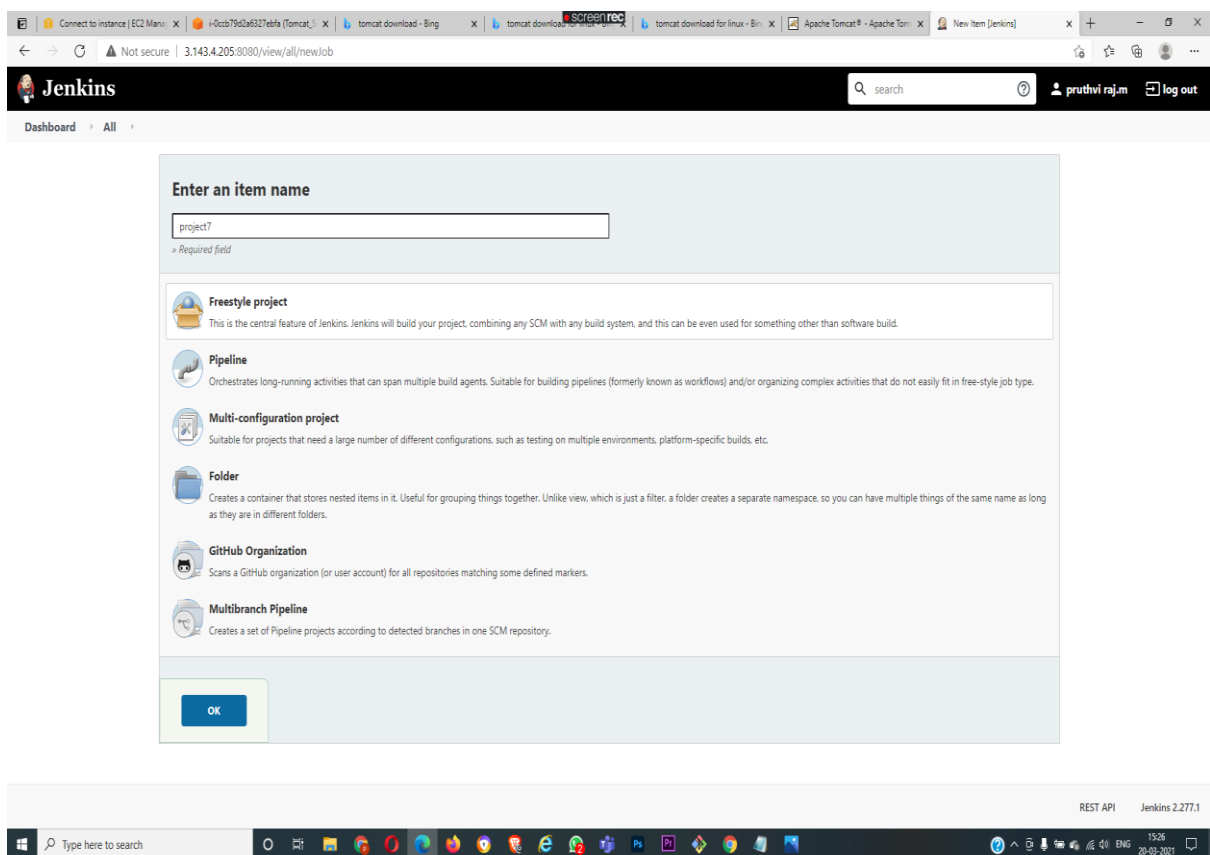 Connect to instance | EC2 Mana
i-0ccb79d2a6327ebfa (Tomcat_S
tomcat download - Bing
tomcat download for linux - Bin
screenrec
tomcat download for linux - Bin
Apache Tomcat® - Apache Tom
New Item [Jenkins]
Not secure | 3.143.4.205:8080/view/all/newJob
Jenkins
search
pruthvi raj.m
log out
Dashboard
All
Enter an item name
project7
» Required field
Freestyle project
This is the central feature of Jenkins. Jenkins will build your project, combining any SCM with any build system, and this can be even used for something other than software build.
Pipeline
Orchestrates long-running activities that can span multiple build agents. Suitable for building pipelines (formerly known as workflows) and/or organizing complex activities that do not easily fit in free-style job type.
Multi-configuration project
Suitable for projects that need a large number of different configurations, such as testing on multiple environments, platform-specific builds, etc.
Folder
Creates a container that stores nested items in it. Useful for grouping things together. Unlike view, which is just a filter, a folder creates a separate namespace, so you can have multiple things of the same name as long
as they are in different folders.
GitHub Organization
Scans a GitHub organization (or user account) for all repositories matching some defined markers.
Multibranch Pipeline
Creates a set of Pipeline projects according to detected branches in one SCM repository.
OK
REST API
Jenkins 2.277.1
Type here to search
Ps
Pr
ENG
15:26
20-03-2021